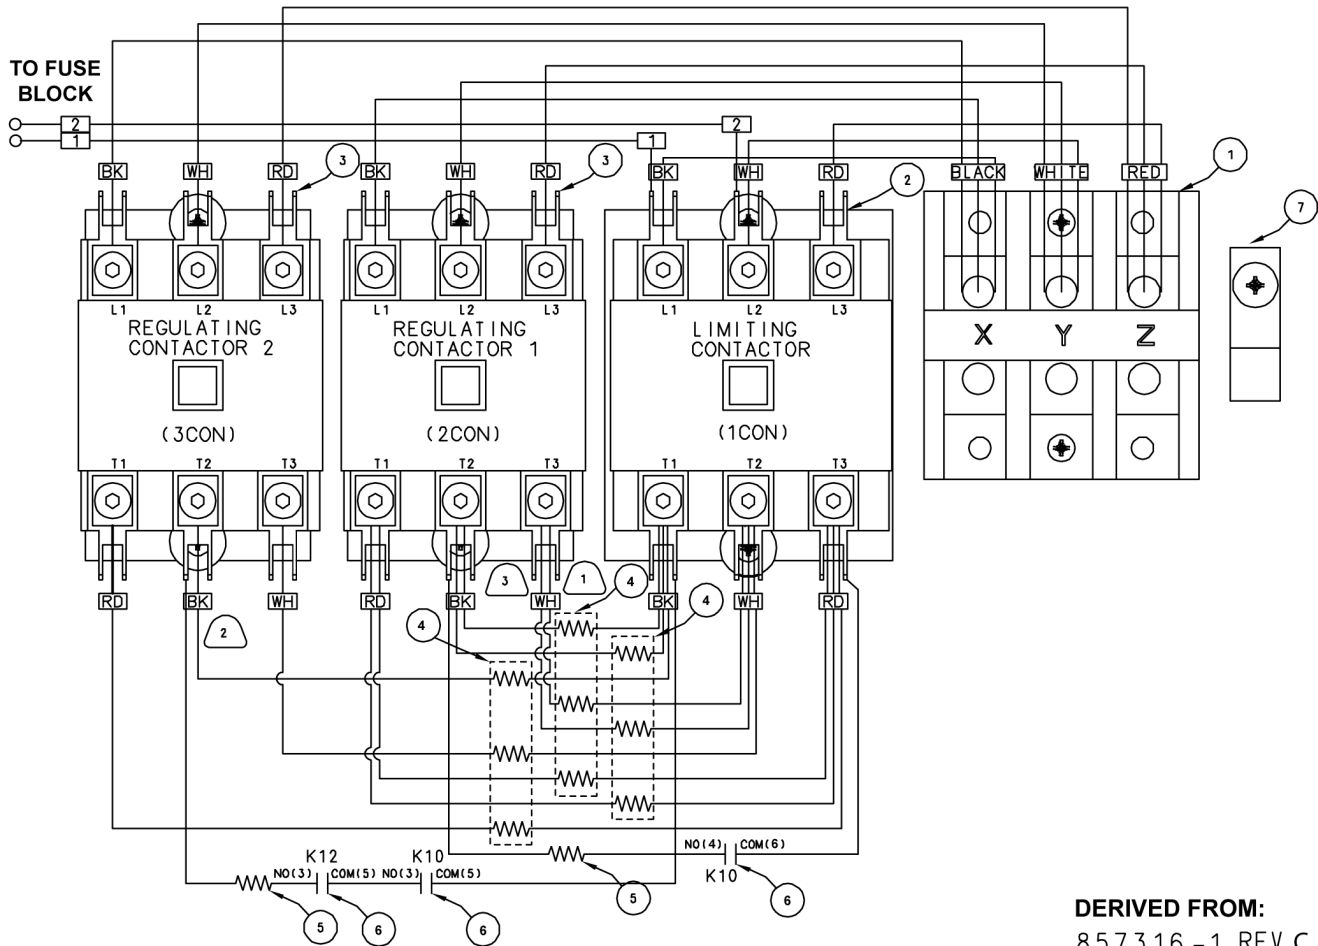 TO FUSE
BLOCK
2
1
1
2
BK WH RD 3
BK WH RD 3
BK WH RD 2
BLACK WHITE RED 1
7
L1 L2 L3
L1 L2 L3
L1 L2 L3
REGULATING
CONTACTOR 2
(3CON)
REGULATING
CONTACTOR 1
(2CON)
LIMITING
CONTACTOR
(1CON)
X Y Z
T1 T2 T3
T1 T2 T3
T1 T2 T3
RD BK WH
RD BK WH
BK WH RD
2
3
1
4
4
4
NO(4) COM(6)
K10
5
6
K12 K10
NO(3) COM(5) NO(3) COM(5)
5
6
6
DERIVED FROM:
857316-1 REV C